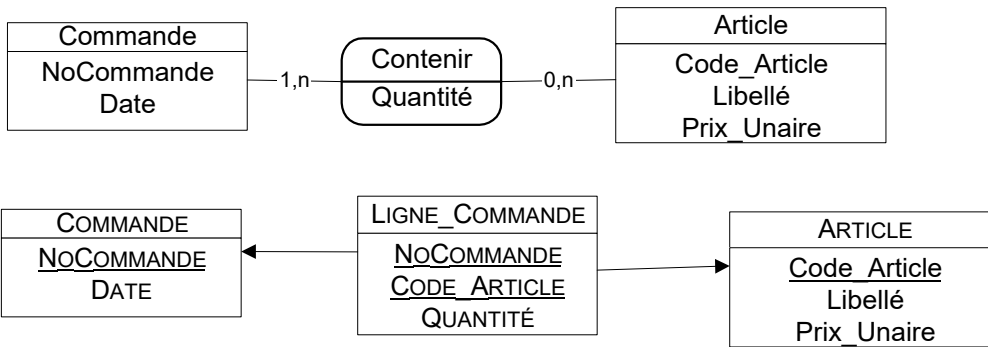 Commande
NoCommande
Date
1,n
Contenir
Quantité
0,n
Article
Code_Article
Libellé
Prix_Unaire
COMMANDE
NOCOMMANDE
DATE
LIGNE_COMMANDE
NOCOMMANDE
CODE_ARTICLE
QUANTITÉ
ARTICLE
Code_Article
Libellé
Prix_Unaire